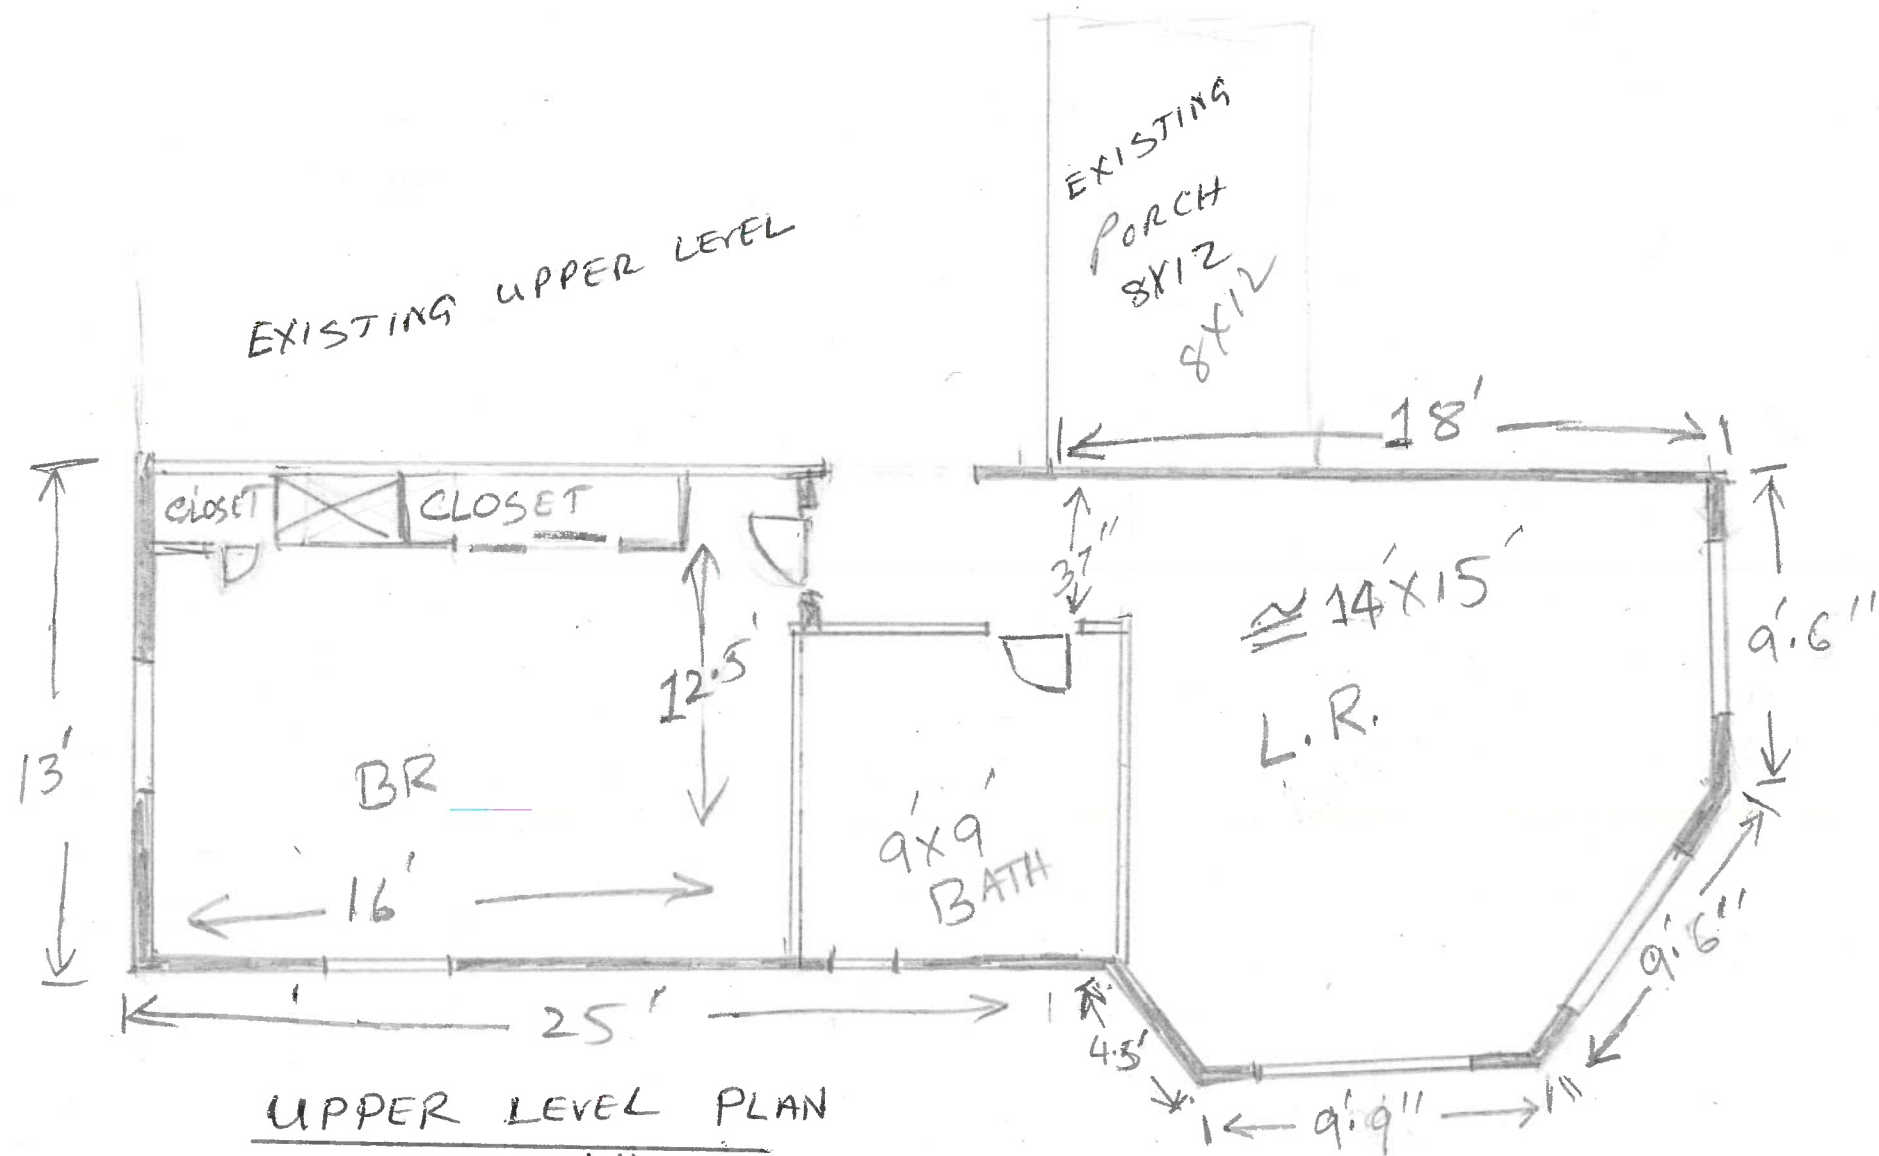 EXISTING
PORCH
8X12
8X12
EXISTING UPPER LEVEL
18'
CLOSET
CLOSET
37"
≅ 14'X15'
9'.6"
12.5'
L.R.
13'
BR
9'X9'
BATH
16'
9'.6"
25'
4.5'
9'.9"
UPPER LEVEL PLAN